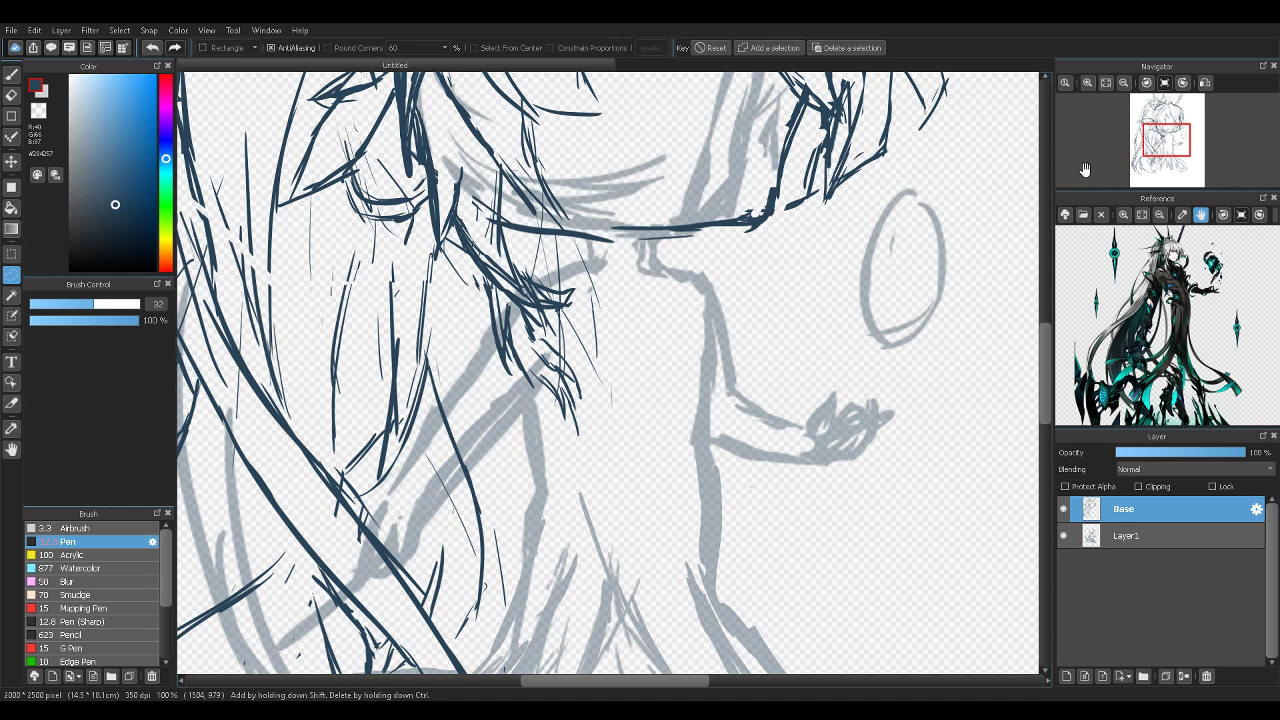 File Edit Layer Filter Select Snap Color View Tool Window Help
Rectangle AntiAliasing Round Corners 60 % Select From Center Constrain Proportions reselec Key Reset Add a selection Delete a selection
Color
Untitled
Navigator
R:40
G:66
B:87
#284257
Reference
Brush Control
32
100 %
Layer
Opacity 100 %
Blending Normal
Protect Alpha Clipping Lock
Base
Layer1
Brush
3.3 Airbrush
Pen
100 Acrylic
877 Watercolor
50 Blur
70 Smudge
15 Mapping Pen
12.8 Pen (Sharp)
623 Pencil
15 G Pen
10 Edge Pen
2000 * 2500 pixel (14.5 * 18.1cm) 350 dpi 100 % ( 1504, 979 ) Add by holding down Shift. Delete by holding down Ctrl.